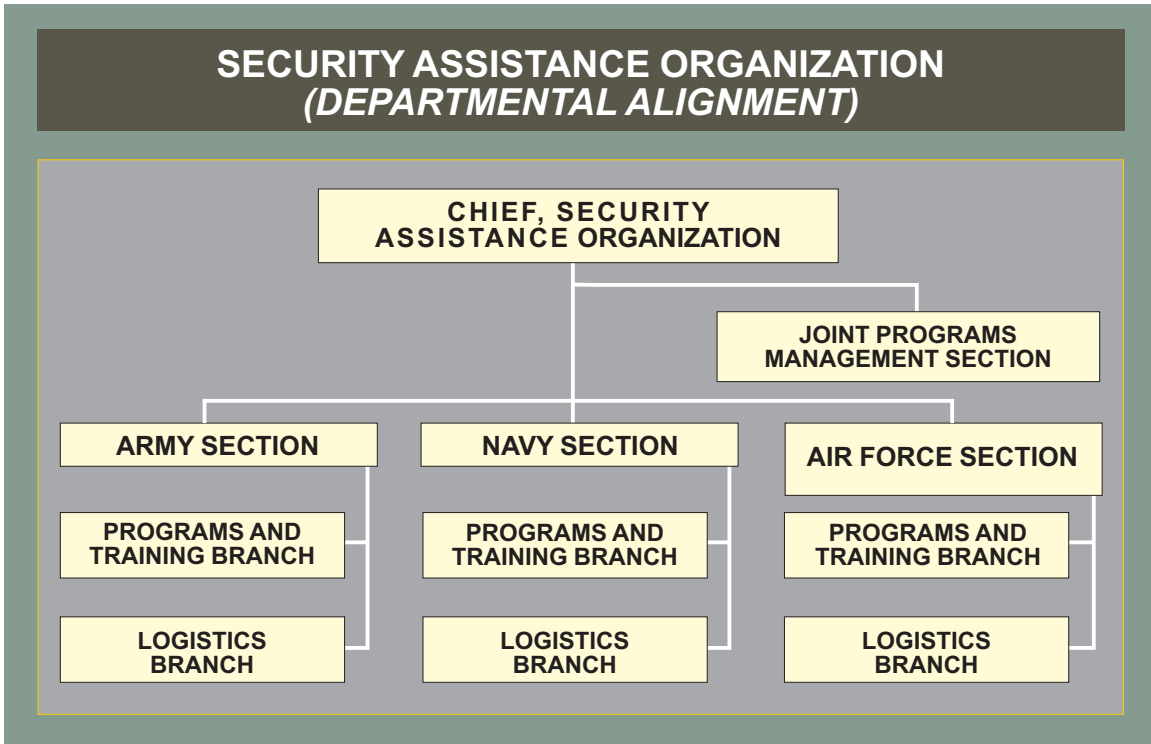 SECURITY ASSISTANCE ORGANIZATION
(DEPARTMENTAL ALIGNMENT)
CHIEF, SECURITY
ASSISTANCE ORGANIZATION
JOINT PROGRAMS
MANAGEMENT SECTION
ARMY SECTION
NAVY SECTION
AIR FORCE SECTION
PROGRAMS AND
TRAINING BRANCH
PROGRAMS AND
TRAINING BRANCH
PROGRAMS AND
TRAINING BRANCH
LOGISTICS
BRANCH
LOGISTICS
BRANCH
LOGISTICS
BRANCH